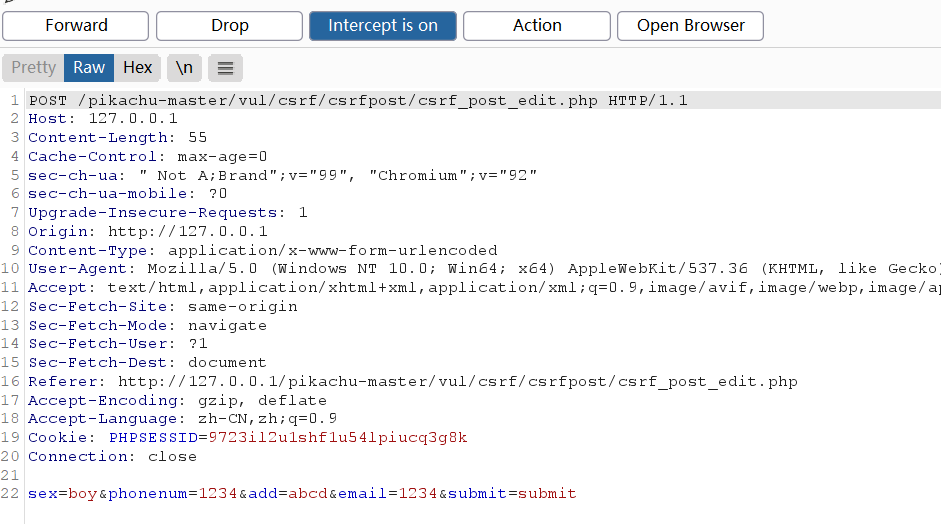 Forward Drop Intercept is on Action Open Browser
Pretty Raw Hex \n
1 POST /pikachu-master/vul/csrf/csrfpost/csrf_post_edit.php HTTP/1.1
2 Host: 127.0.0.1
3 Content-Length: 55
4 Cache-Control: max-age=0
5 sec-ch-ua: " Not A;Brand";v="99", "Chromium";v="92"
6 sec-ch-ua-mobile: ?0
7 Upgrade-Insecure-Requests: 1
8 Origin: http://127.0.0.1
9 Content-Type: application/x-www-form-urlencoded
10 User-Agent: Mozilla/5.0 (Windows NT 10.0; Win64; x64) AppleWebKit/537.36 (KHTML, like Gecko)
11 Accept: text/html,application/xhtml+xml,application/xml;q=0.9,image/avif,image/webp,image/ap
12 Sec-Fetch-Site: same-origin
13 Sec-Fetch-Mode: navigate
14 Sec-Fetch-User: ?1
15 Sec-Fetch-Dest: document
16 Referer: http://127.0.0.1/pikachu-master/vul/csrf/csrfpost/csrf_post_edit.php
17 Accept-Encoding: gzip, deflate
18 Accept-Language: zh-CN,zh;q=0.9
19 Cookie: PHPSESSID=9723il2u1shf1u54lpiucq3g8k
20 Connection: close
21
22 sex=boy&phonenum=1234&add=abcd&email=1234&submit=submit